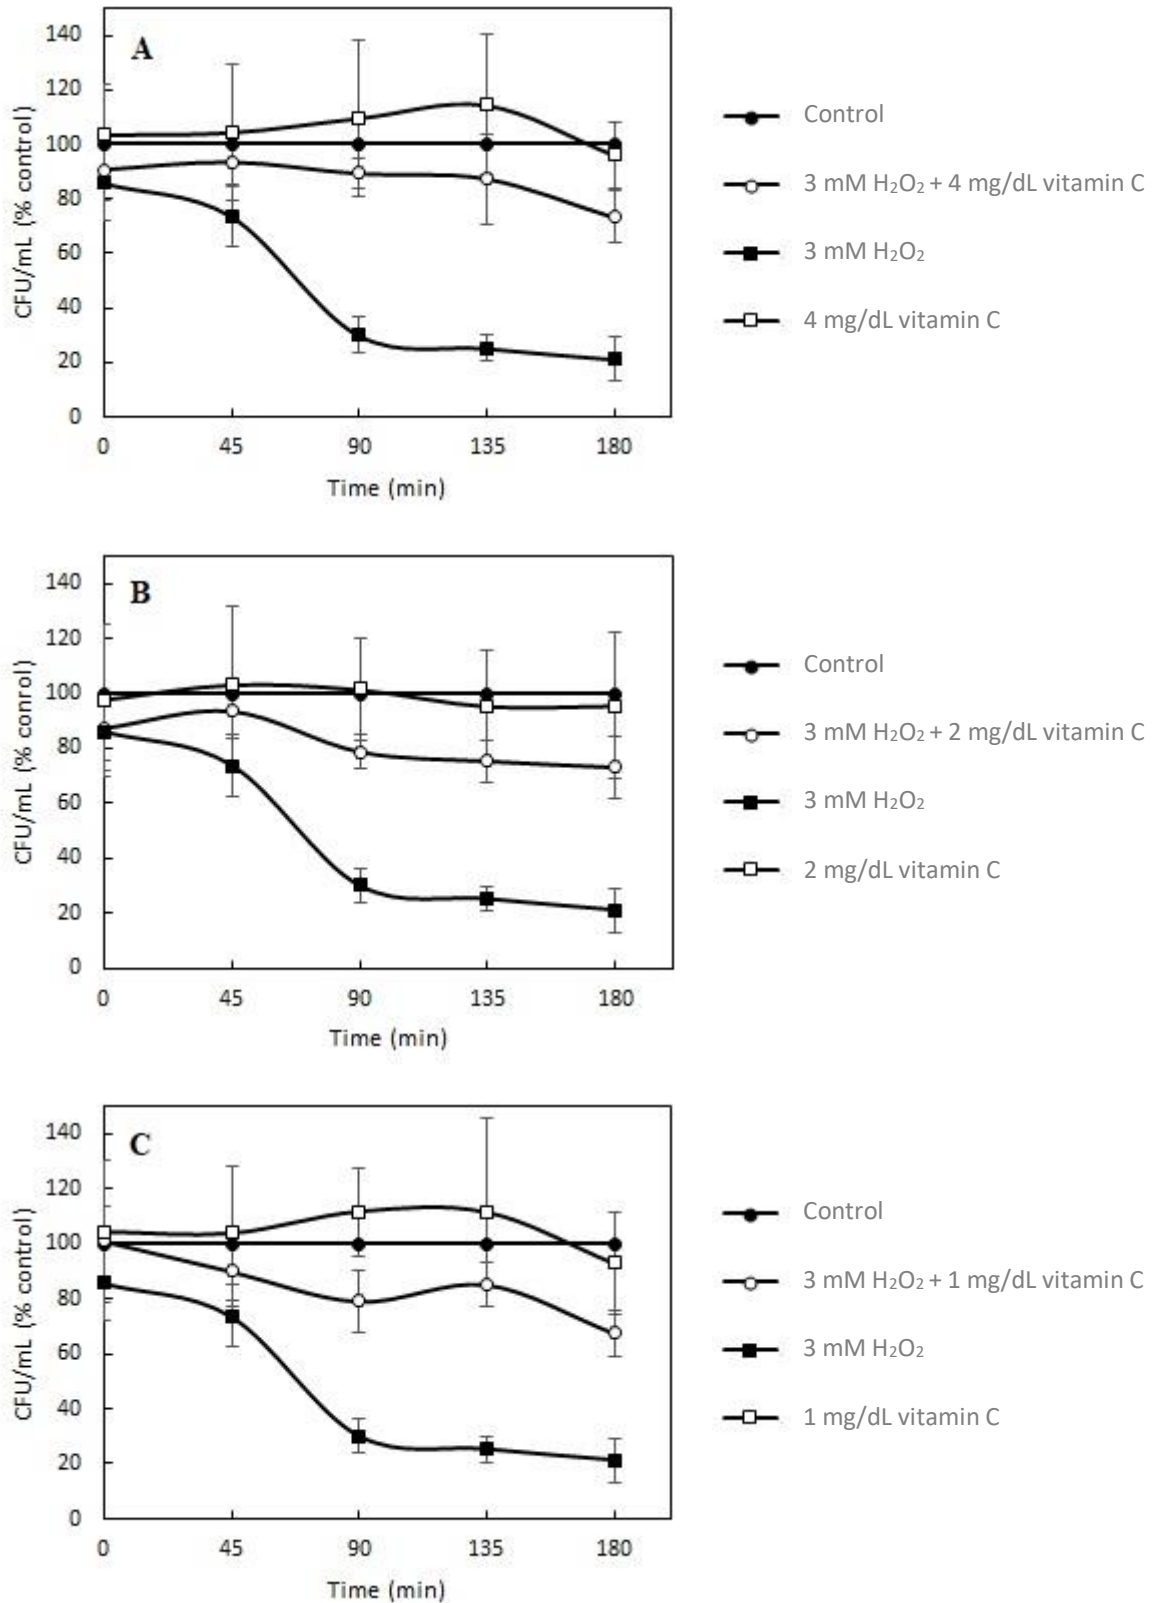 A
140
120
100
80
60
40
20
0
CFU/mL (% control)
0 45 90 135 180
Time (min)
Control
3 mM H₂O₂ + 4 mg/dL vitamin C
3 mM H₂O₂
4 mg/dL vitamin C
B
140
120
100
80
60
40
20
0
CFU/mL (% conrol)
0 45 90 135 180
Time (min)
Control
3 mM H₂O₂ + 2 mg/dL vitamin C
3 mM H₂O₂
2 mg/dL vitamin C
C
140
120
100
80
60
40
20
0
CFU/mL (% control)
0 45 90 135 180
Time (min)
Control
3 mM H₂O₂ + 1 mg/dL vitamin C
3 mM H₂O₂
1 mg/dL vitamin C